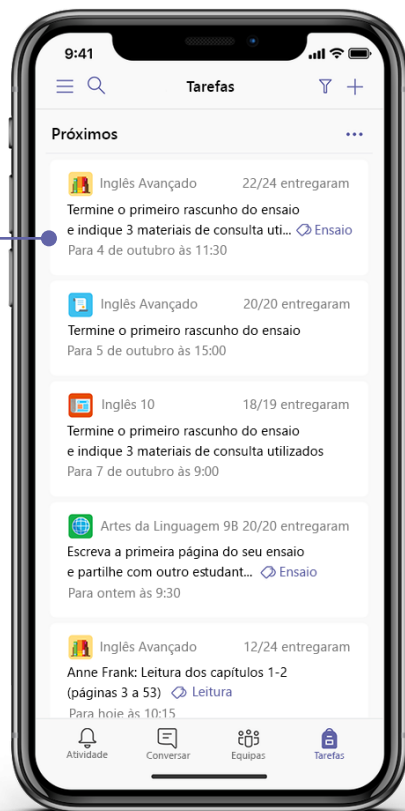 9:41
Tarefas
Próximos
Inglês Avançado 22/24 entregaram
Termine o primeiro rascunho do ensaio
e indique 3 materiais de consulta uti... Ensaio
Para 4 de outubro às 11:30
Inglês Avançado 20/20 entregaram
Termine o primeiro rascunho do ensaio
Para 5 de outubro às 15:00
Inglês 10 18/19 entregaram
Termine o primeiro rascunho do ensaio
e indique 3 materiais de consulta utilizados
Para 7 de outubro às 9:00
Artes da Linguagem 9B 20/20 entregaram
Escreva a primeira página do seu ensaio
e partilhe com outro estudant... Ensaio
Para ontem às 9:30
Inglês Avançado 12/24 entregaram
Anne Frank: Leitura dos capítulos 1-2
(páginas 3 a 53) Leitura
Para hoje às 10:15
Atividade Conversar Equipas Tarefas